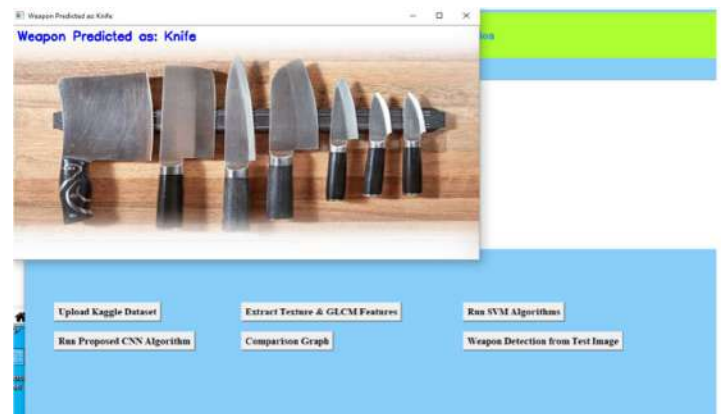 Weapon Predicted as: Knife
Weapon Predicted as: Knife
Upload Kaggle Dataset
Extract Texture & GLCM Features
Run SVM Algorithms
Run Proposed CNN Algorithm
Comparison Graph
Weapon Detection from Test Image